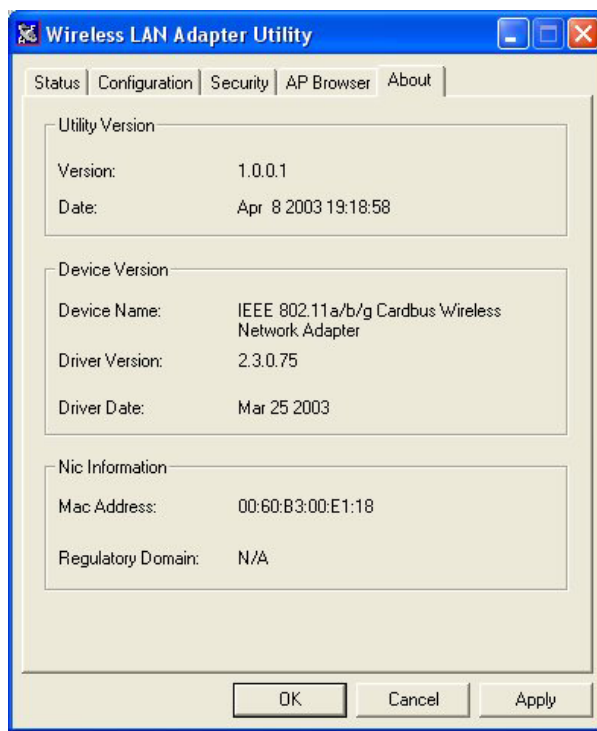 Wireless LAN Adapter Utility
Status Configuration Security AP Browser About
Utility Version
Version: 1.0.0.1
Date: Apr 8 2003 19:18:58
Device Version
Device Name: IEEE 802.11a/b/g Cardbus Wireless
Network Adapter
Driver Version: 2.3.0.75
Driver Date: Mar 25 2003
Nic Information
Mac Address: 00:60:B3:00:E1:18
Regulatory Domain: N/A
OK Cancel Apply